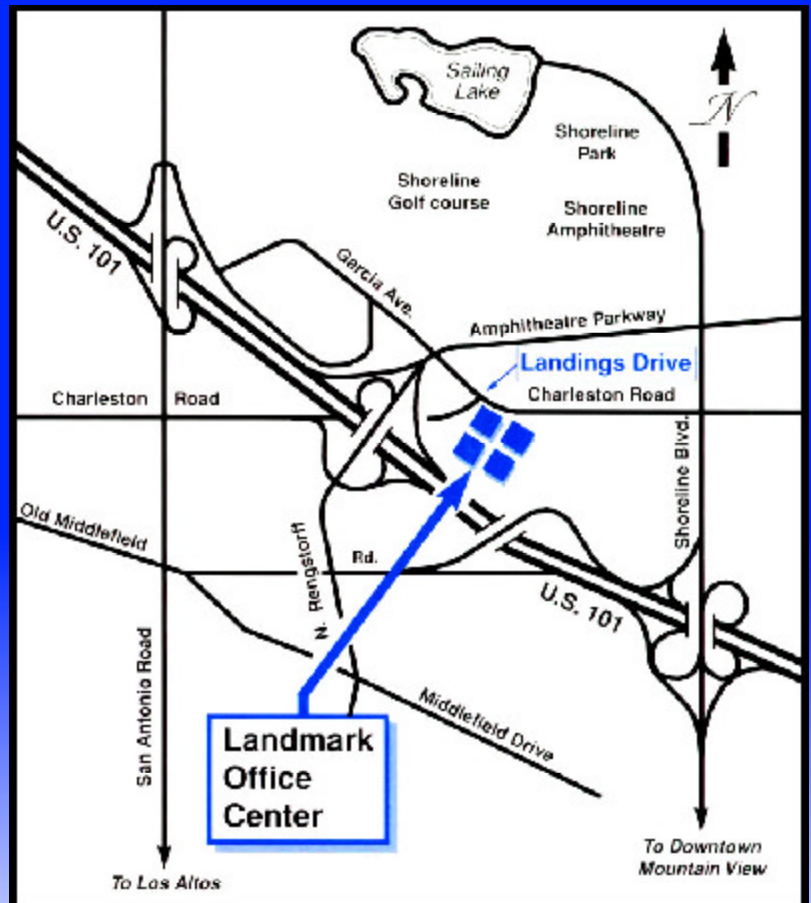 Sailing
Lake
N
Shoreline
Park
Shoreline
Golf course
Shoreline
Amphitheatre
U.S. 101
Garcia Ave.
Amphitheatre Parkway
Landings Drive
Charleston Road
Charleston Road
Shoreline Blvd.
Old Middlefield
Rd.
N. Rengstorff
U.S. 101
San Antonio Road
Middlefield Drive
Landmark
Office
Center
To Downtown
Mountain View
To Los Altos